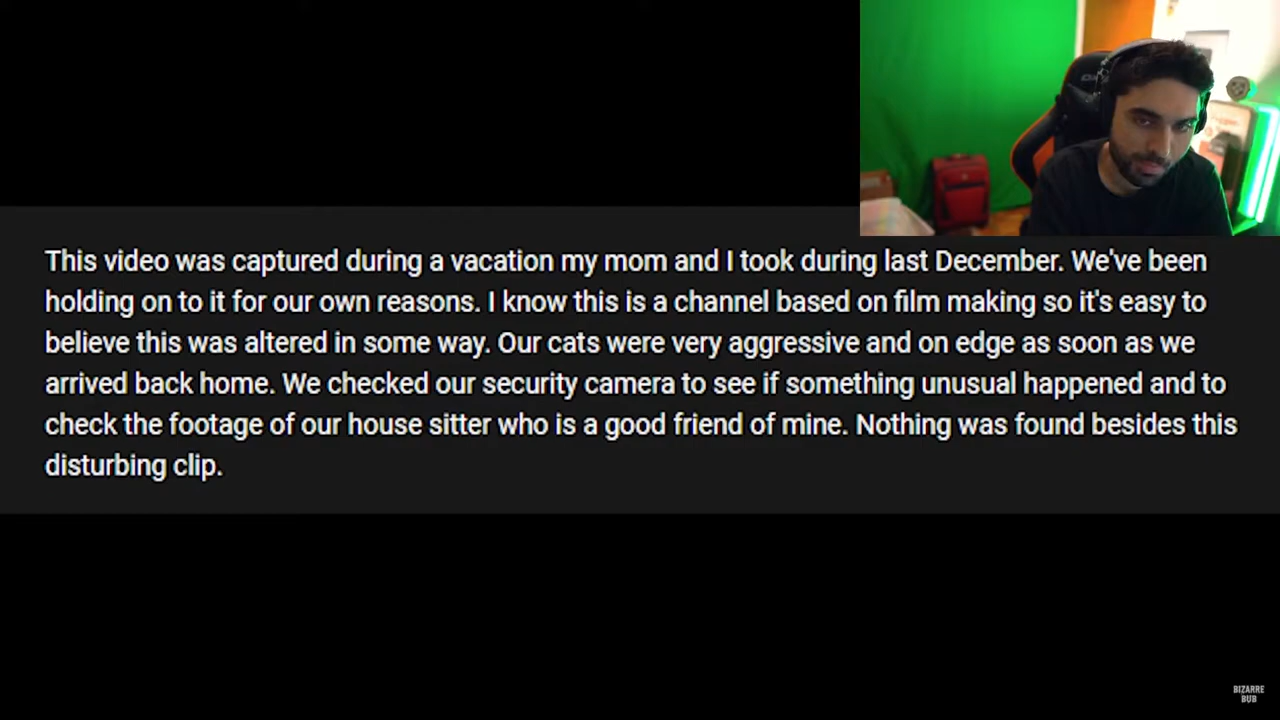 This video was captured during a vacation my mom and I took during last December. We've been
holding on to it for our own reasons. I know this is a channel based on film making so it's easy to
believe this was altered in some way. Our cats were very aggressive and on edge as soon as we
arrived back home. We checked our security camera to see if something unusual happened and to
check the footage of our house sitter who is a good friend of mine. Nothing was found besides this
disturbing clip.
BIZARRE
BUB